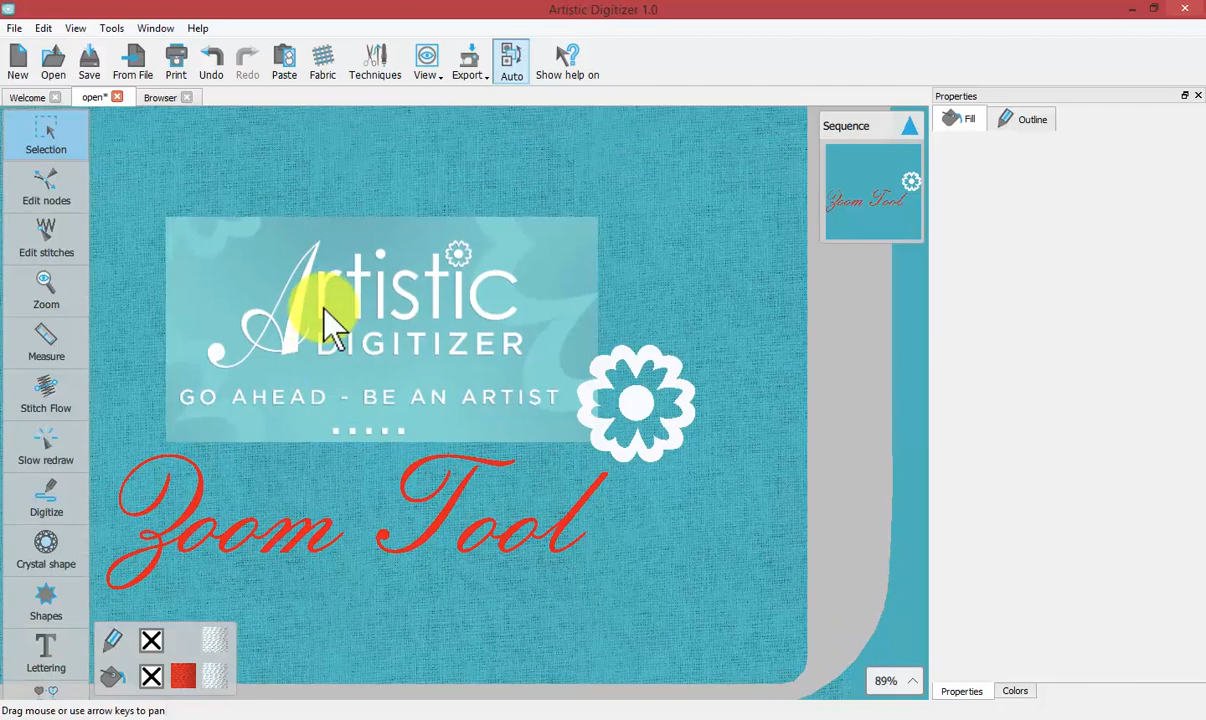 Artistic Digitizer 1.0
File Edit View Tools Window Help
New Open Save From File Print Undo Redo Paste Fabric Techniques View Export Auto Show help on
Welcome open* Browser
Properties
Fill Outline
Selection
Edit nodes
Edit stitches
Zoom
Measure
Stitch Flow
Slow redraw
Digitize
Crystal shape
Shapes
Lettering
Sequence
Zoom Tool
Artistic
DIGITIZER
GO AHEAD - BE AN ARTIST
Zoom Tool
89%
Properties Colors
Drag mouse or use arrow keys to pan